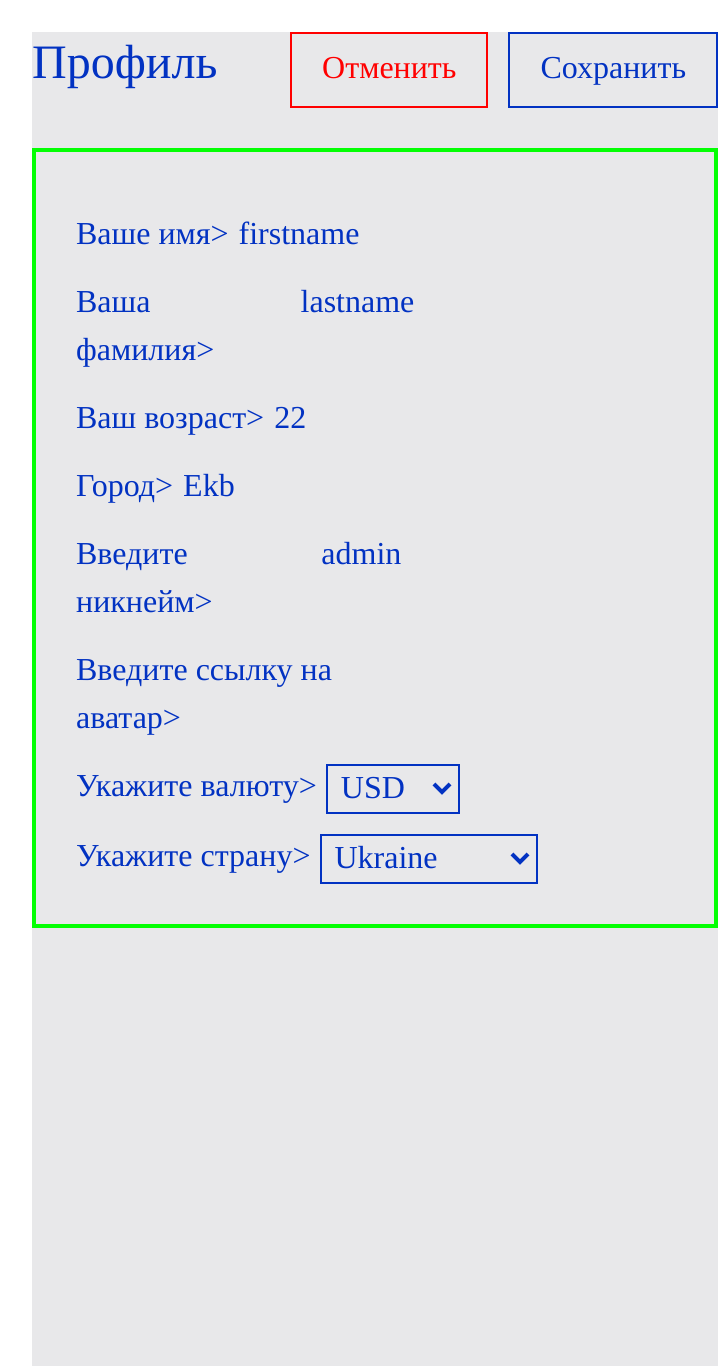 Профиль Отменить Сохранить
Ваше имя> firstname
Ваша lastname
фамилия>
Ваш возраст> 22
Город> Ekb
Введите admin
никнейм>
Введите ссылку на
аватар>
Укажите валюту> USD
Укажите страну> Ukraine